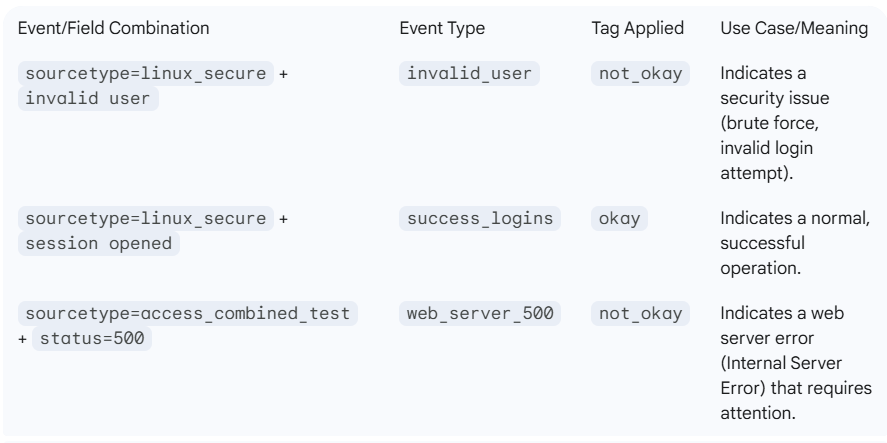 Event/Field Combination Event Type Tag Applied Use Case/Meaning
sourcetype=linux_secure + invalid_user not_okay Indicates a
invalid user security issue
(brute force,
invalid login
attempt).
sourcetype=linux_secure + success_logins okay Indicates a normal,
session opened successful
operation.
sourcetype=access_combined_test web_server_500 not_okay Indicates a web
+ status=500 server error
(Internal Server
Error) that requires
attention.